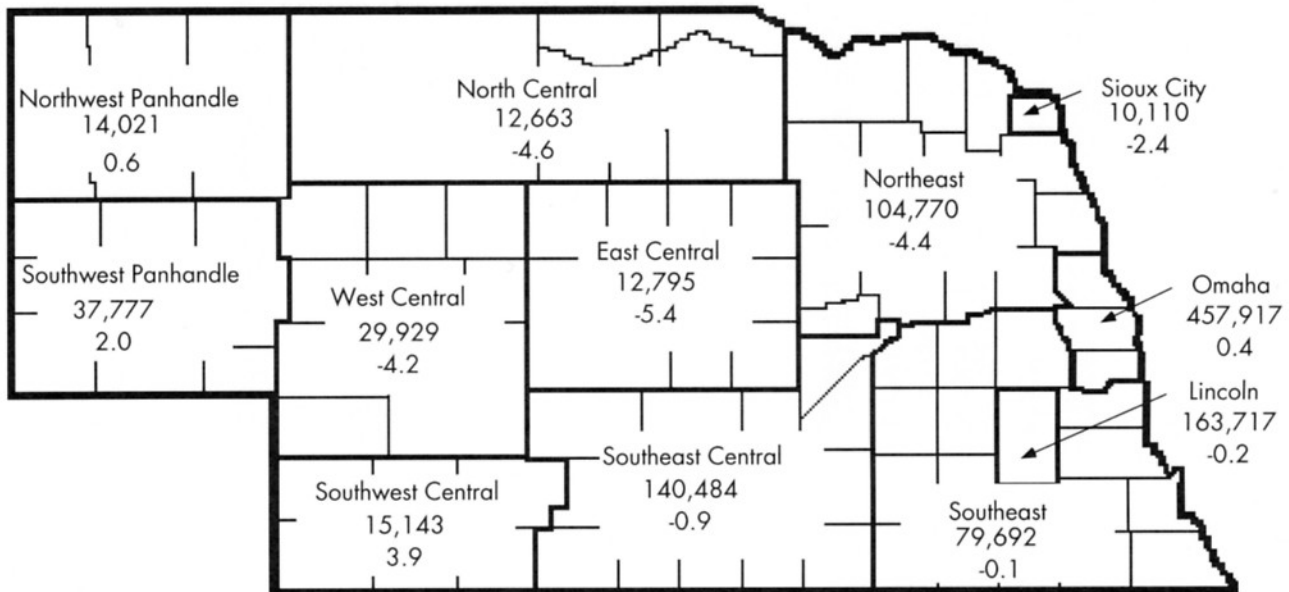 Northwest Panhandle
14,021
0.6
North Central
12,663
-4.6
Sioux City
10,110
-2.4
Northeast
104,770
-4.4
Southwest Panhandle
37,777
2.0
West Central
29,929
-4.2
East Central
12,795
-5.4
Omaha
457,917
0.4
Lincoln
163,717
-0.2
Southwest Central
15,143
3.9
Southeast Central
140,484
-0.9
Southeast
79,692
-0.1